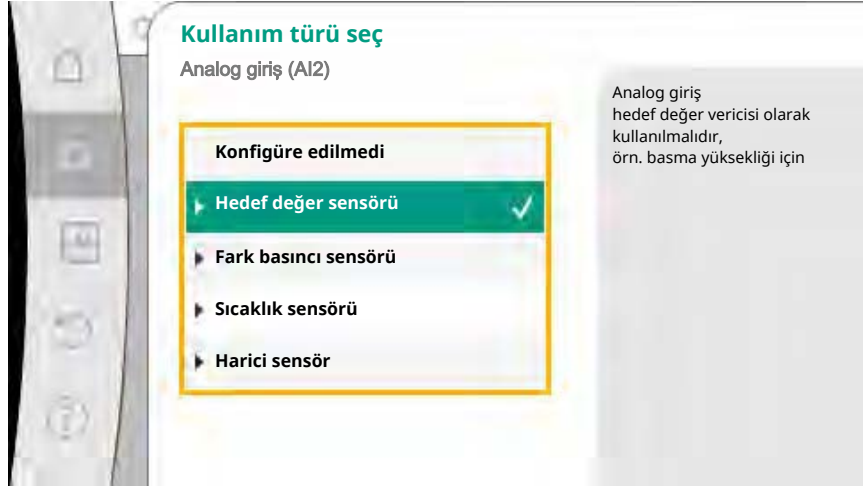 Kullanım türü seç
Analog giriş (AI2)
Analog giriş
hedef değer vericisi olarak
kullanılmalıdır,
örn. basma yüksekliği için
Konfigüre edilmedi
Hedef değer sensörü
Fark basıncı sensörü
Sıcaklık sensörü
Harici sensör